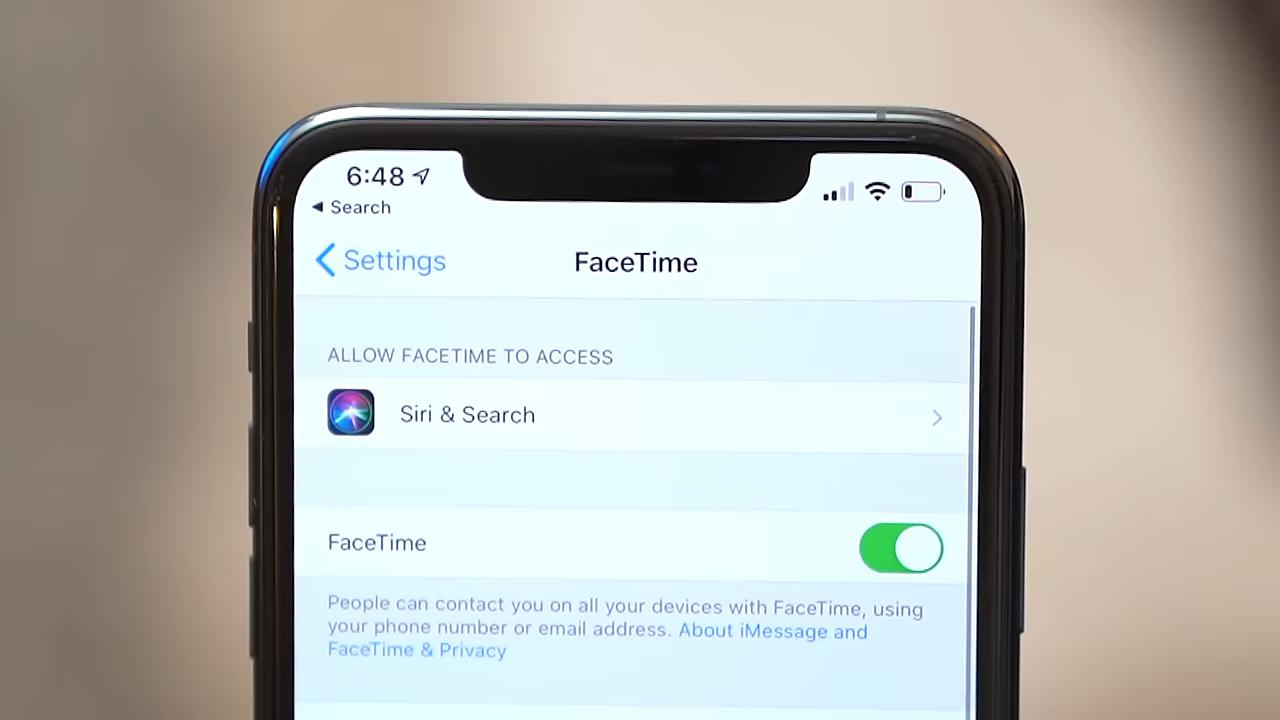 6:48
Search
Settings
FaceTime
ALLOW FACETIME TO ACCESS
Siri & Search
FaceTime
People can contact you on all your devices with FaceTime, using
your phone number or email address. About iMessage and
FaceTime & Privacy